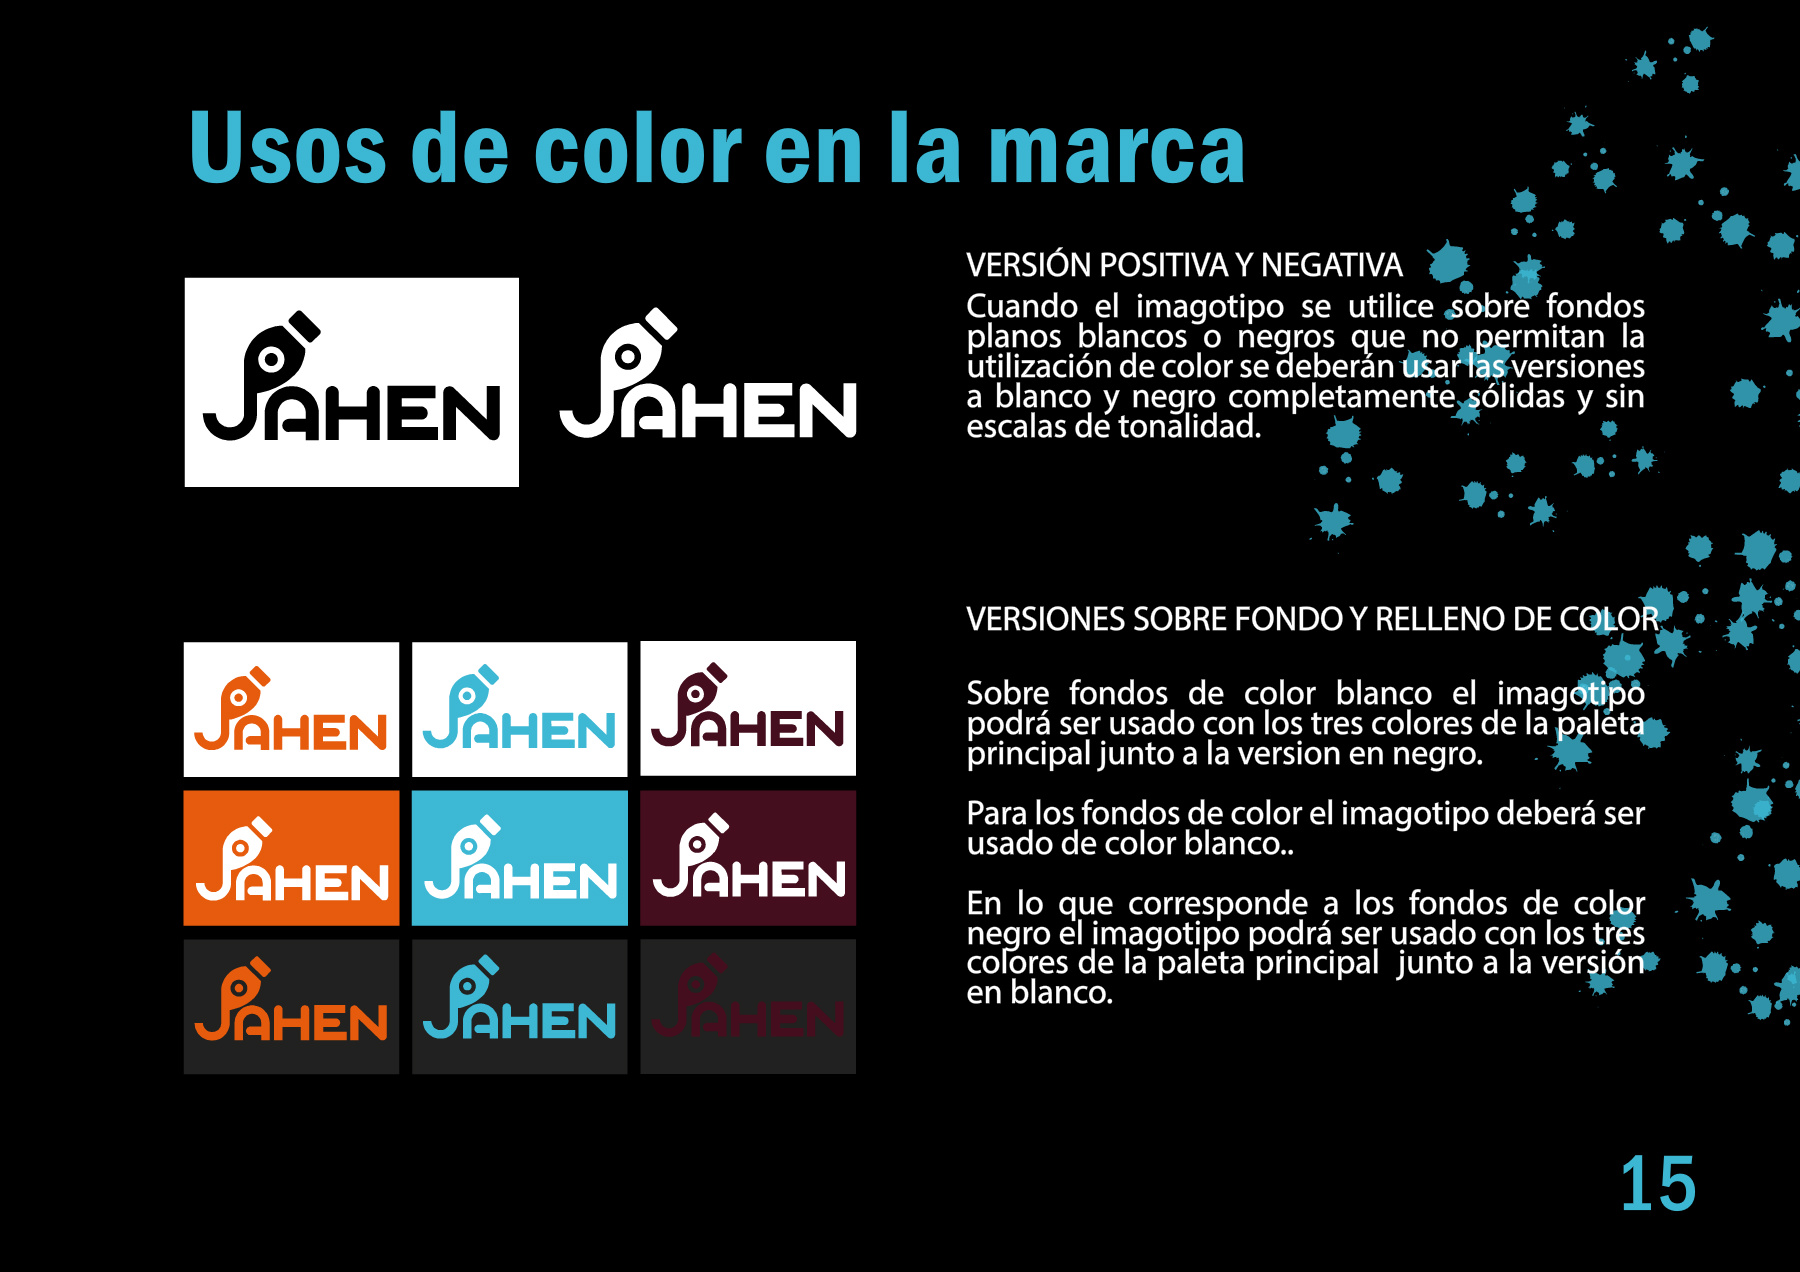 Usos de color en la marca
JAHEN
JAHEN
VERSIÓN POSITIVA Y NEGATIVA
Cuando el imagotipo se utilice sobre fondos
planos blancos o negros que no permitan la
utilización de color se deberán usar las versiones
a blanco y negro completamente sólidas y sin
escalas de tonalidad.
JAHEN
JAHEN
JAHEN
JAHEN
JAHEN
JAHEN
JAHEN
JAHEN
JAHEN
VERSIONES SOBRE FONDO Y RELLENO DE COLOR
Sobre fondos de color blanco el imagotipo
podrá ser usado con los tres colores de la paleta
principal junto a la version en negro.
Para los fondos de color el imagotipo deberá ser
usado de color blanco..
En lo que corresponde a los fondos de color
negro el imagotipo podrá ser usado con los tres
colores de la paleta principal junto a la versión
en blanco.
15